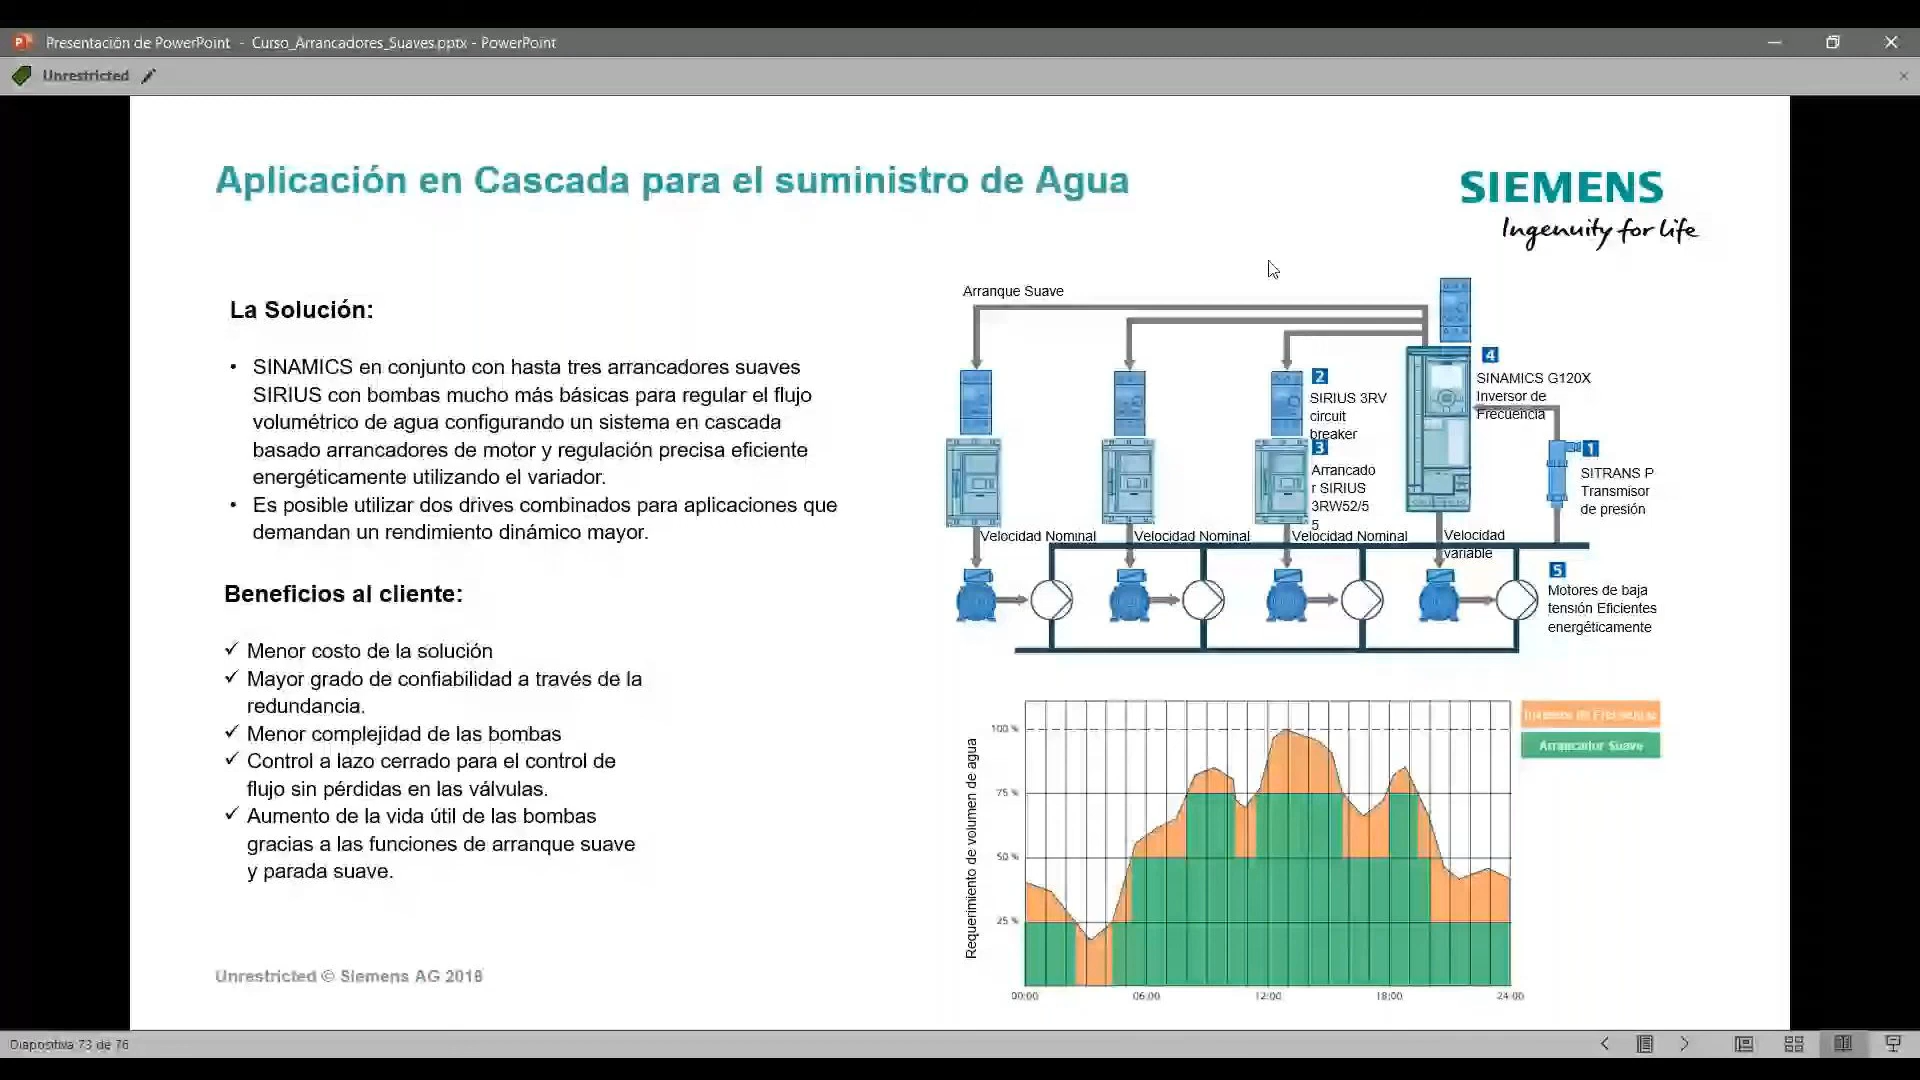 Presentación de PowerPoint - Curso_Arrancadores_Suaves.pptx - PowerPoint
Unrestricted
Aplicación en Cascada para el suministro de Agua
SIEMENS
Ingenuity for life
La Solución:
• SINAMICS en conjunto con hasta tres arrancadores suaves
SIRIUS con bombas mucho más básicas para regular el flujo
volumétrico de agua configurando un sistema en cascada
basado arrancadores de motor y regulación precisa eficiente
energéticamente utilizando el variador.
• Es posible utilizar dos drives combinados para aplicaciones que
demandan un rendimiento dinámico mayor.
Beneficios al cliente:
✓ Menor costo de la solución
✓ Mayor grado de confiabilidad a través de la
redundancia.
✓ Menor complejidad de las bombas
✓ Control a lazo cerrado para el control de
flujo sin pérdidas en las válvulas.
✓ Aumento de la vida útil de las bombas
gracias a las funciones de arranque suave
y parada suave.
Arranque Suave
2
SIRIUS 3RV
circuit
breaker
3
Arrancado
r SIRIUS
3RW52/5
5
4
SINAMICS G120X
Inversor de
Frecuencia
1
SITRANS P
Transmisor
de presión
Velocidad Nominal
Velocidad Nominal
Velocidad Nominal
Velocidad
variable
5
Motores de baja
tensión Eficientes
energéticamente
Requerimiento de volumen de agua
100 %
75 %
50 %
25 %
00:00
06:00
12:00
18:00
24:00
Inversor de Frecuencia
Arrancador Suave
Unrestricted © Siemens AG 2018
Diapositiva 73 de 76